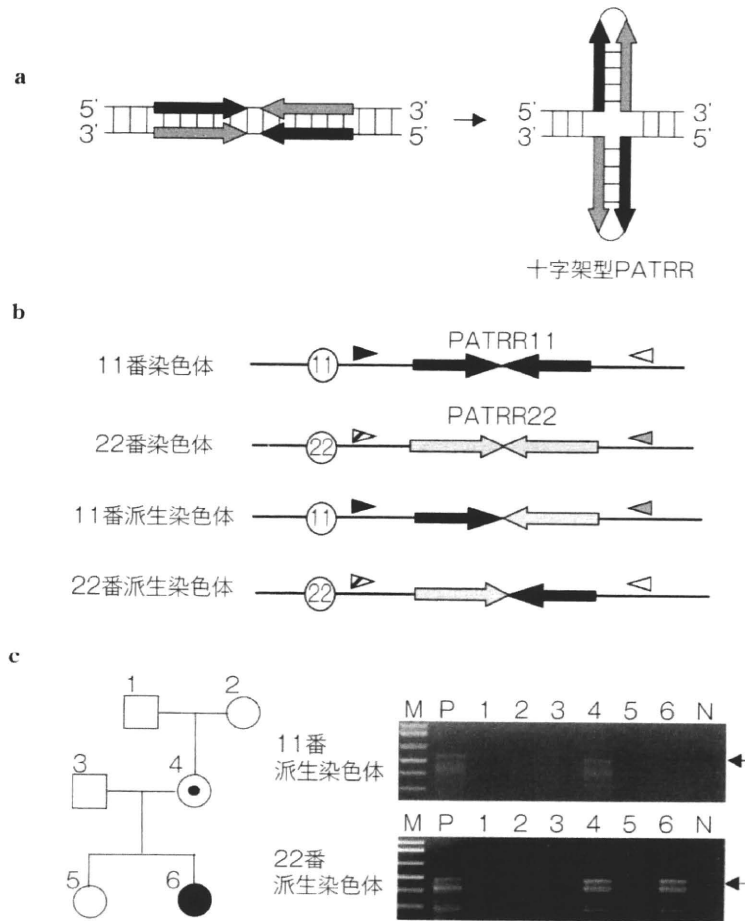 a
5' 3'
3' 5'
5' 3'
3' 5'
十字架型PATRR
b
11番染色体 11 PATRR11
22番染色体 22 PATRR22
11番派生染色体 11
22番派生染色体 22
c
1 2
3 4
5 6
11番
派生染色体
M P 1 2 3 4 5 6 N
22番
派生染色体
M P 1 2 3 4 5 6 N